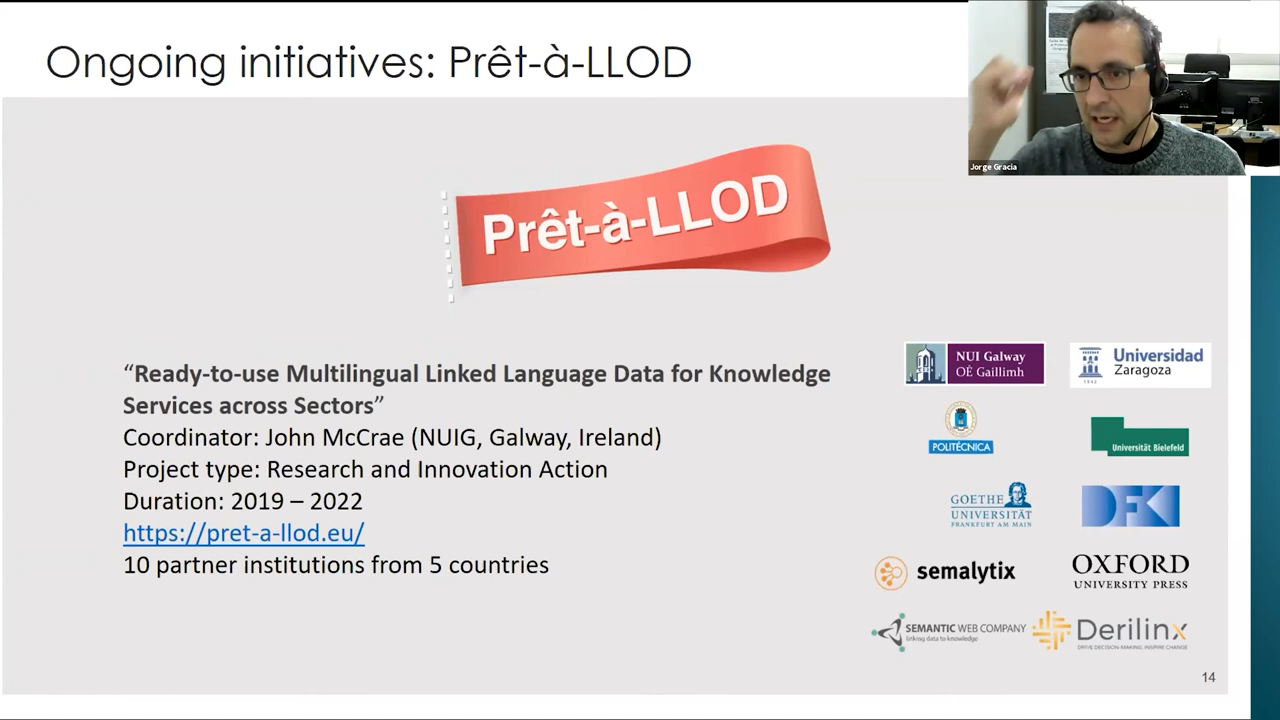 Ongoing initiatives: Prêt-à-LLOD
Jorge Gracia
Prêt-à-LLOD
“Ready-to-use Multilingual Linked Language Data for Knowledge
Services across Sectors”
Coordinator: John McCrae (NUIG, Galway, Ireland)
Project type: Research and Innovation Action
Duration: 2019 – 2022
https://pret-a-llod.eu/
10 partner institutions from 5 countries
NUI Galway
OÉ Gaillimh
Universidad
Zaragoza
1542
POLITÉCNICA
Universität Bielefeld
GOETHE
UNIVERSITÄT
FRANKFURT AM MAIN
DFKI
semalytix
OXFORD
UNIVERSITY PRESS
SEMANTIC WEB COMPANY
linking data to knowledge
Derilinx
DRIVE DECISION-MAKING, INSPIRE CHANGE
14